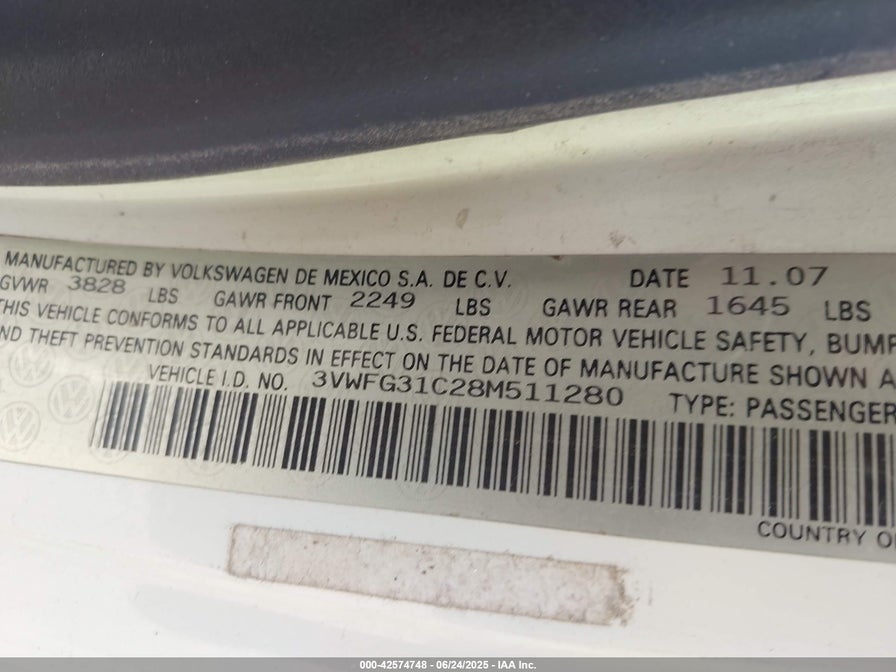 MANUFACTURED BY VOLKSWAGEN DE MEXICO S.A. DE C.V. DATE 11.07
GVWR 3828 LBS GAWR FRONT 2249 LBS GAWR REAR 1645 LBS
THIS VEHICLE CONFORMS TO ALL APPLICABLE U.S. FEDERAL MOTOR VEHICLE SAFETY, BUMP
ND THEFT PREVENTION STANDARDS IN EFFECT ON THE DATE OF MANUFACTURE SHOWN A
VEHICLE I.D. NO. 3VWFG31C28M511280 TYPE: PASSENGER
COUNTRY O
000-42574748 - 06/24/2025 - IAA Inc.